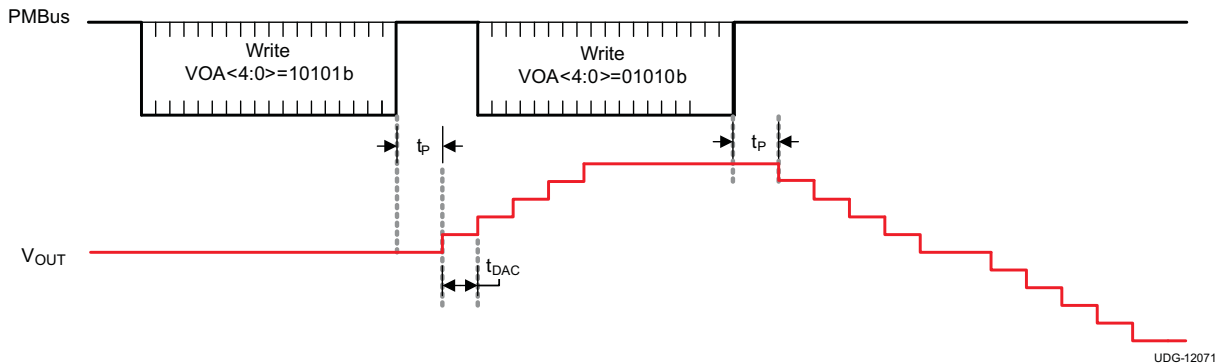 PMBus
Write
VOA<4:0>=10101b
Write
VOA<4:0>=01010b
tP
tP
VOUT
tDAC
UDG-12071